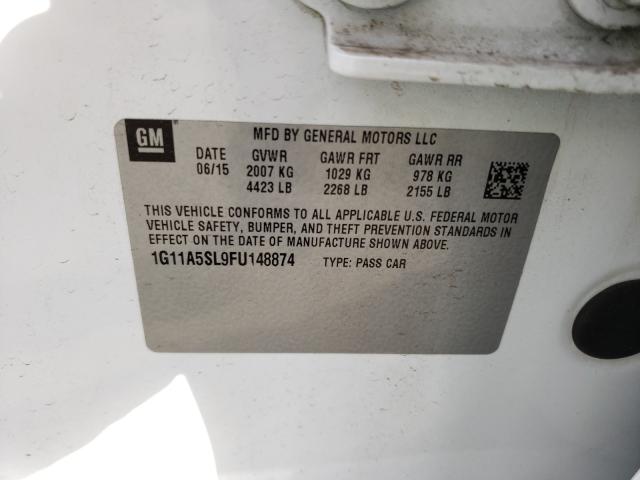 GM
MFD BY GENERAL MOTORS LLC
DATE GVWR GAWR FRT GAWR RR
06/15 2007 KG 1029 KG 978 KG
4423 LB 2268 LB 2155 LB
THIS VEHICLE CONFORMS TO ALL APPLICABLE U.S. FEDERAL MOTOR
VEHICLE SAFETY, BUMPER, AND THEFT PREVENTION STANDARDS IN
EFFECT ON THE DATE OF MANUFACTURE SHOWN ABOVE.
1G11A5SL9FU148874 TYPE: PASS CAR